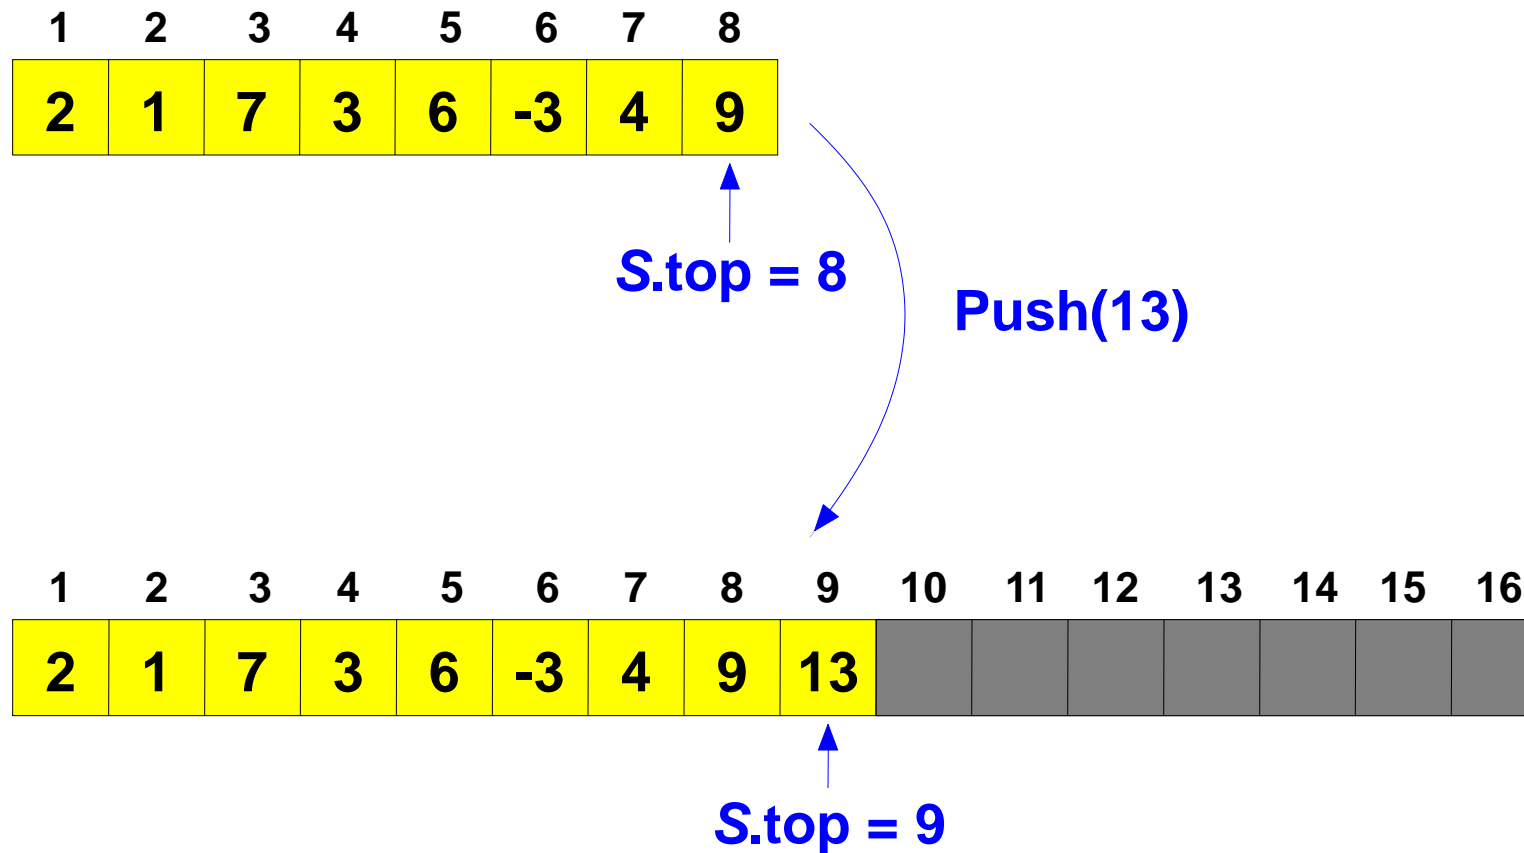 1 2 3 4 5 6 7 8
2 1 7 3 6 -3 4 9
S.top = 8
Push(13)
1 2 3 4 5 6 7 8 9 10 11 12 13 14 15 16
2 1 7 3 6 -3 4 9 13
S.top = 9